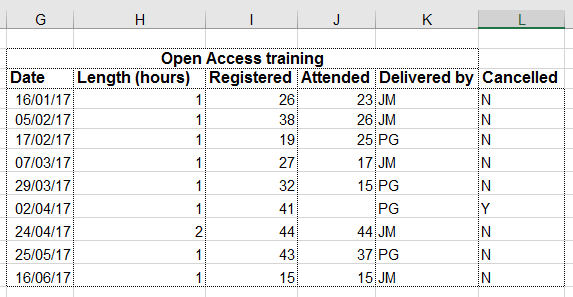 G H I J K L
Open Access training
Date Length (hours) Registered Attended Delivered by Cancelled
16/01/17 1 26 23 JM N
05/02/17 1 38 26 JM N
17/02/17 1 19 25 PG N
07/03/17 1 27 17 JM N
29/03/17 1 32 15 PG N
02/04/17 1 41 PG Y
24/04/17 2 44 44 JM N
25/05/17 1 43 37 PG N
16/06/17 1 15 15 JM N